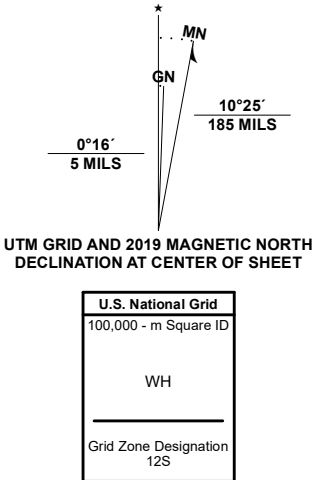 ★
MN
GN
10°25´
185 MILS
0°16´
5 MILS
UTM GRID AND 2019 MAGNETIC NORTH
DECLINATION AT CENTER OF SHEET
U.S. National Grid
100,000 - m Square ID
WH
Grid Zone Designation
12S